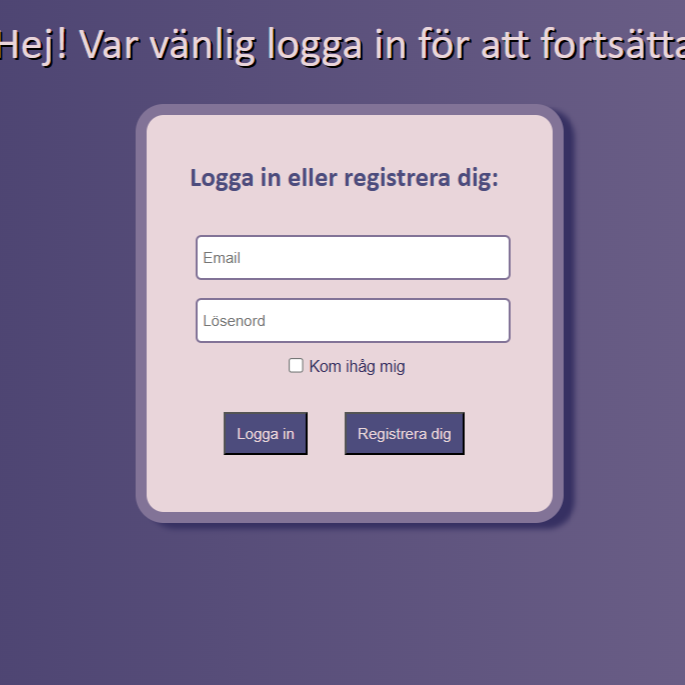 Hej! Var vänlig logga in för att fortsätta
Logga in eller registrera dig:
Email
Lösenord
Kom ihåg mig
Logga in
Registrera dig